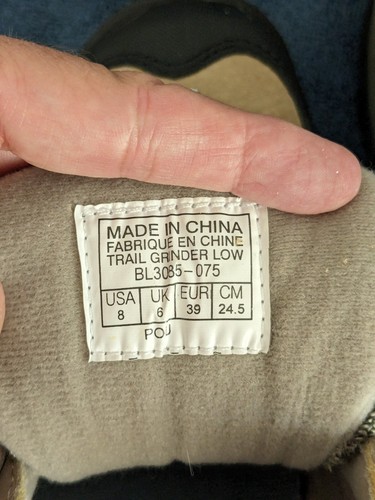 MADE IN CHINA
FABRIQUE EN CHINE
TRAIL GRINDER LOW
BL3085-075
USA UK EUR CM
8 6 39 24.5
POU